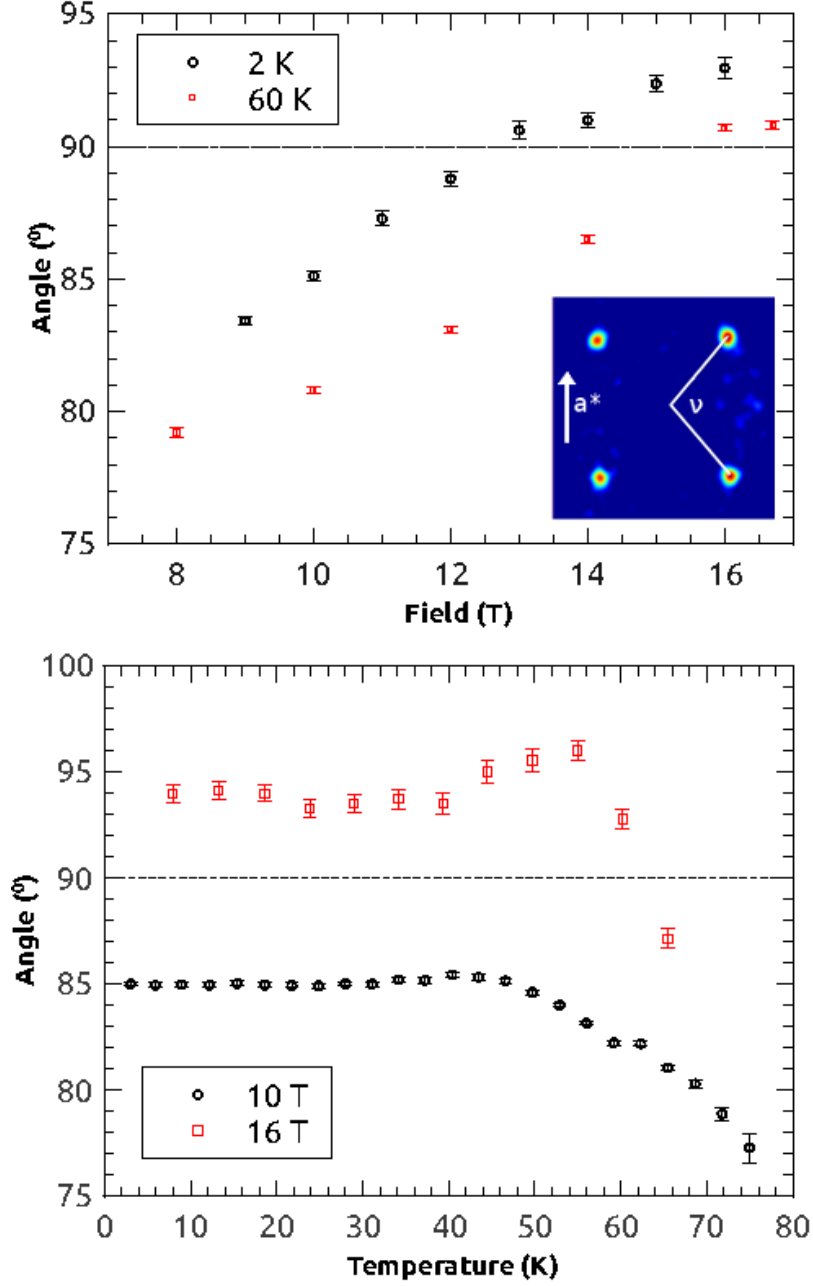 95
90
85
80
75
Angle (⁰)
2 K
60 K
a*
ν
8 10 12 14 16
Field (T)
100
95
90
85
80
75
Angle (⁰)
10 T
16 T
0 10 20 30 40 50 60 70 80
Temperature (K)